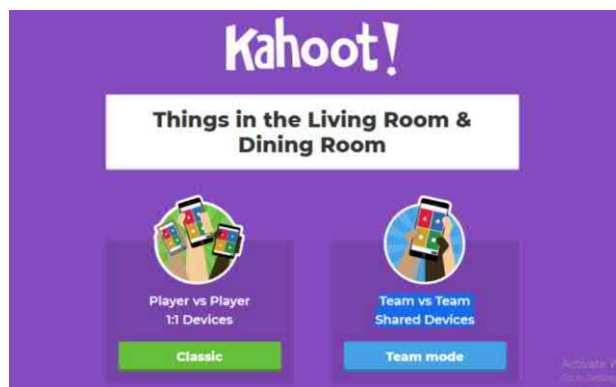 Kahoot!
Things in the Living Room &
Dining Room
Player vs Player
1:1 Devices
Team vs Team
Shared Devices
Classic
Team mode
Activate W